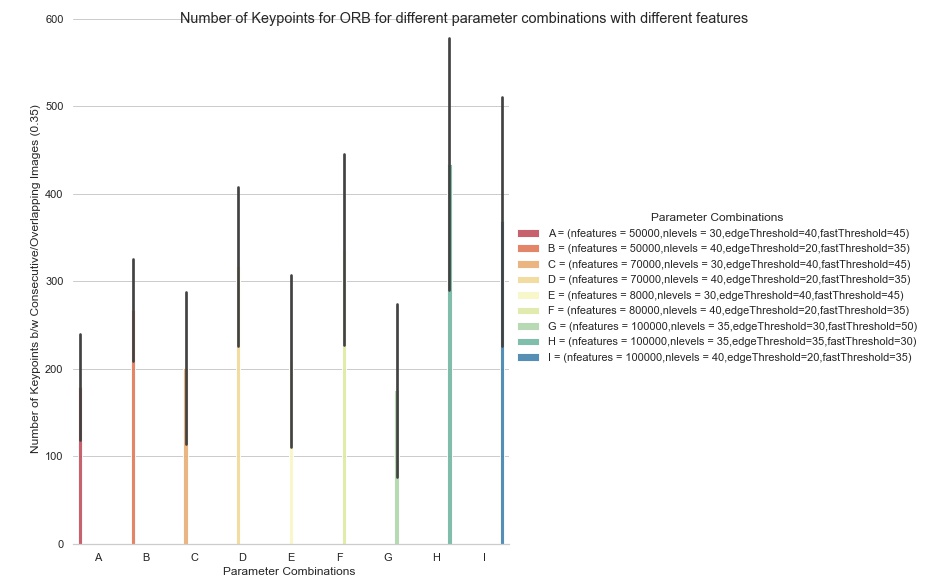 Number of Keypoints for ORB for different parameter combinations with different features
600
500
400
300
200
100
0
Number of Keypoints b/w Consecutive/Overlapping Images (0.35)
A B C D E F G H I
Parameter Combinations
Parameter Combinations
A = (nfeatures = 50000,nlevels = 30,edgeThreshold=40,fastThreshold=45)
B = (nfeatures = 50000,nlevels = 40,edgeThreshold=20,fastThreshold=35)
C = (nfeatures = 70000,nlevels = 30,edgeThreshold=40,fastThreshold=45)
D = (nfeatures = 70000,nlevels = 40,edgeThreshold=20,fastThreshold=35)
E = (nfeatures = 8000,nlevels = 30,edgeThreshold=40,fastThreshold=45)
F = (nfeatures = 80000,nlevels = 40,edgeThreshold=20,fastThreshold=35)
G = (nfeatures = 100000,nlevels = 35,edgeThreshold=30,fastThreshold=50)
H = (nfeatures = 100000,nlevels = 35,edgeThreshold=35,fastThreshold=30)
I = (nfeatures = 100000,nlevels = 40,edgeThreshold=20,fastThreshold=35)